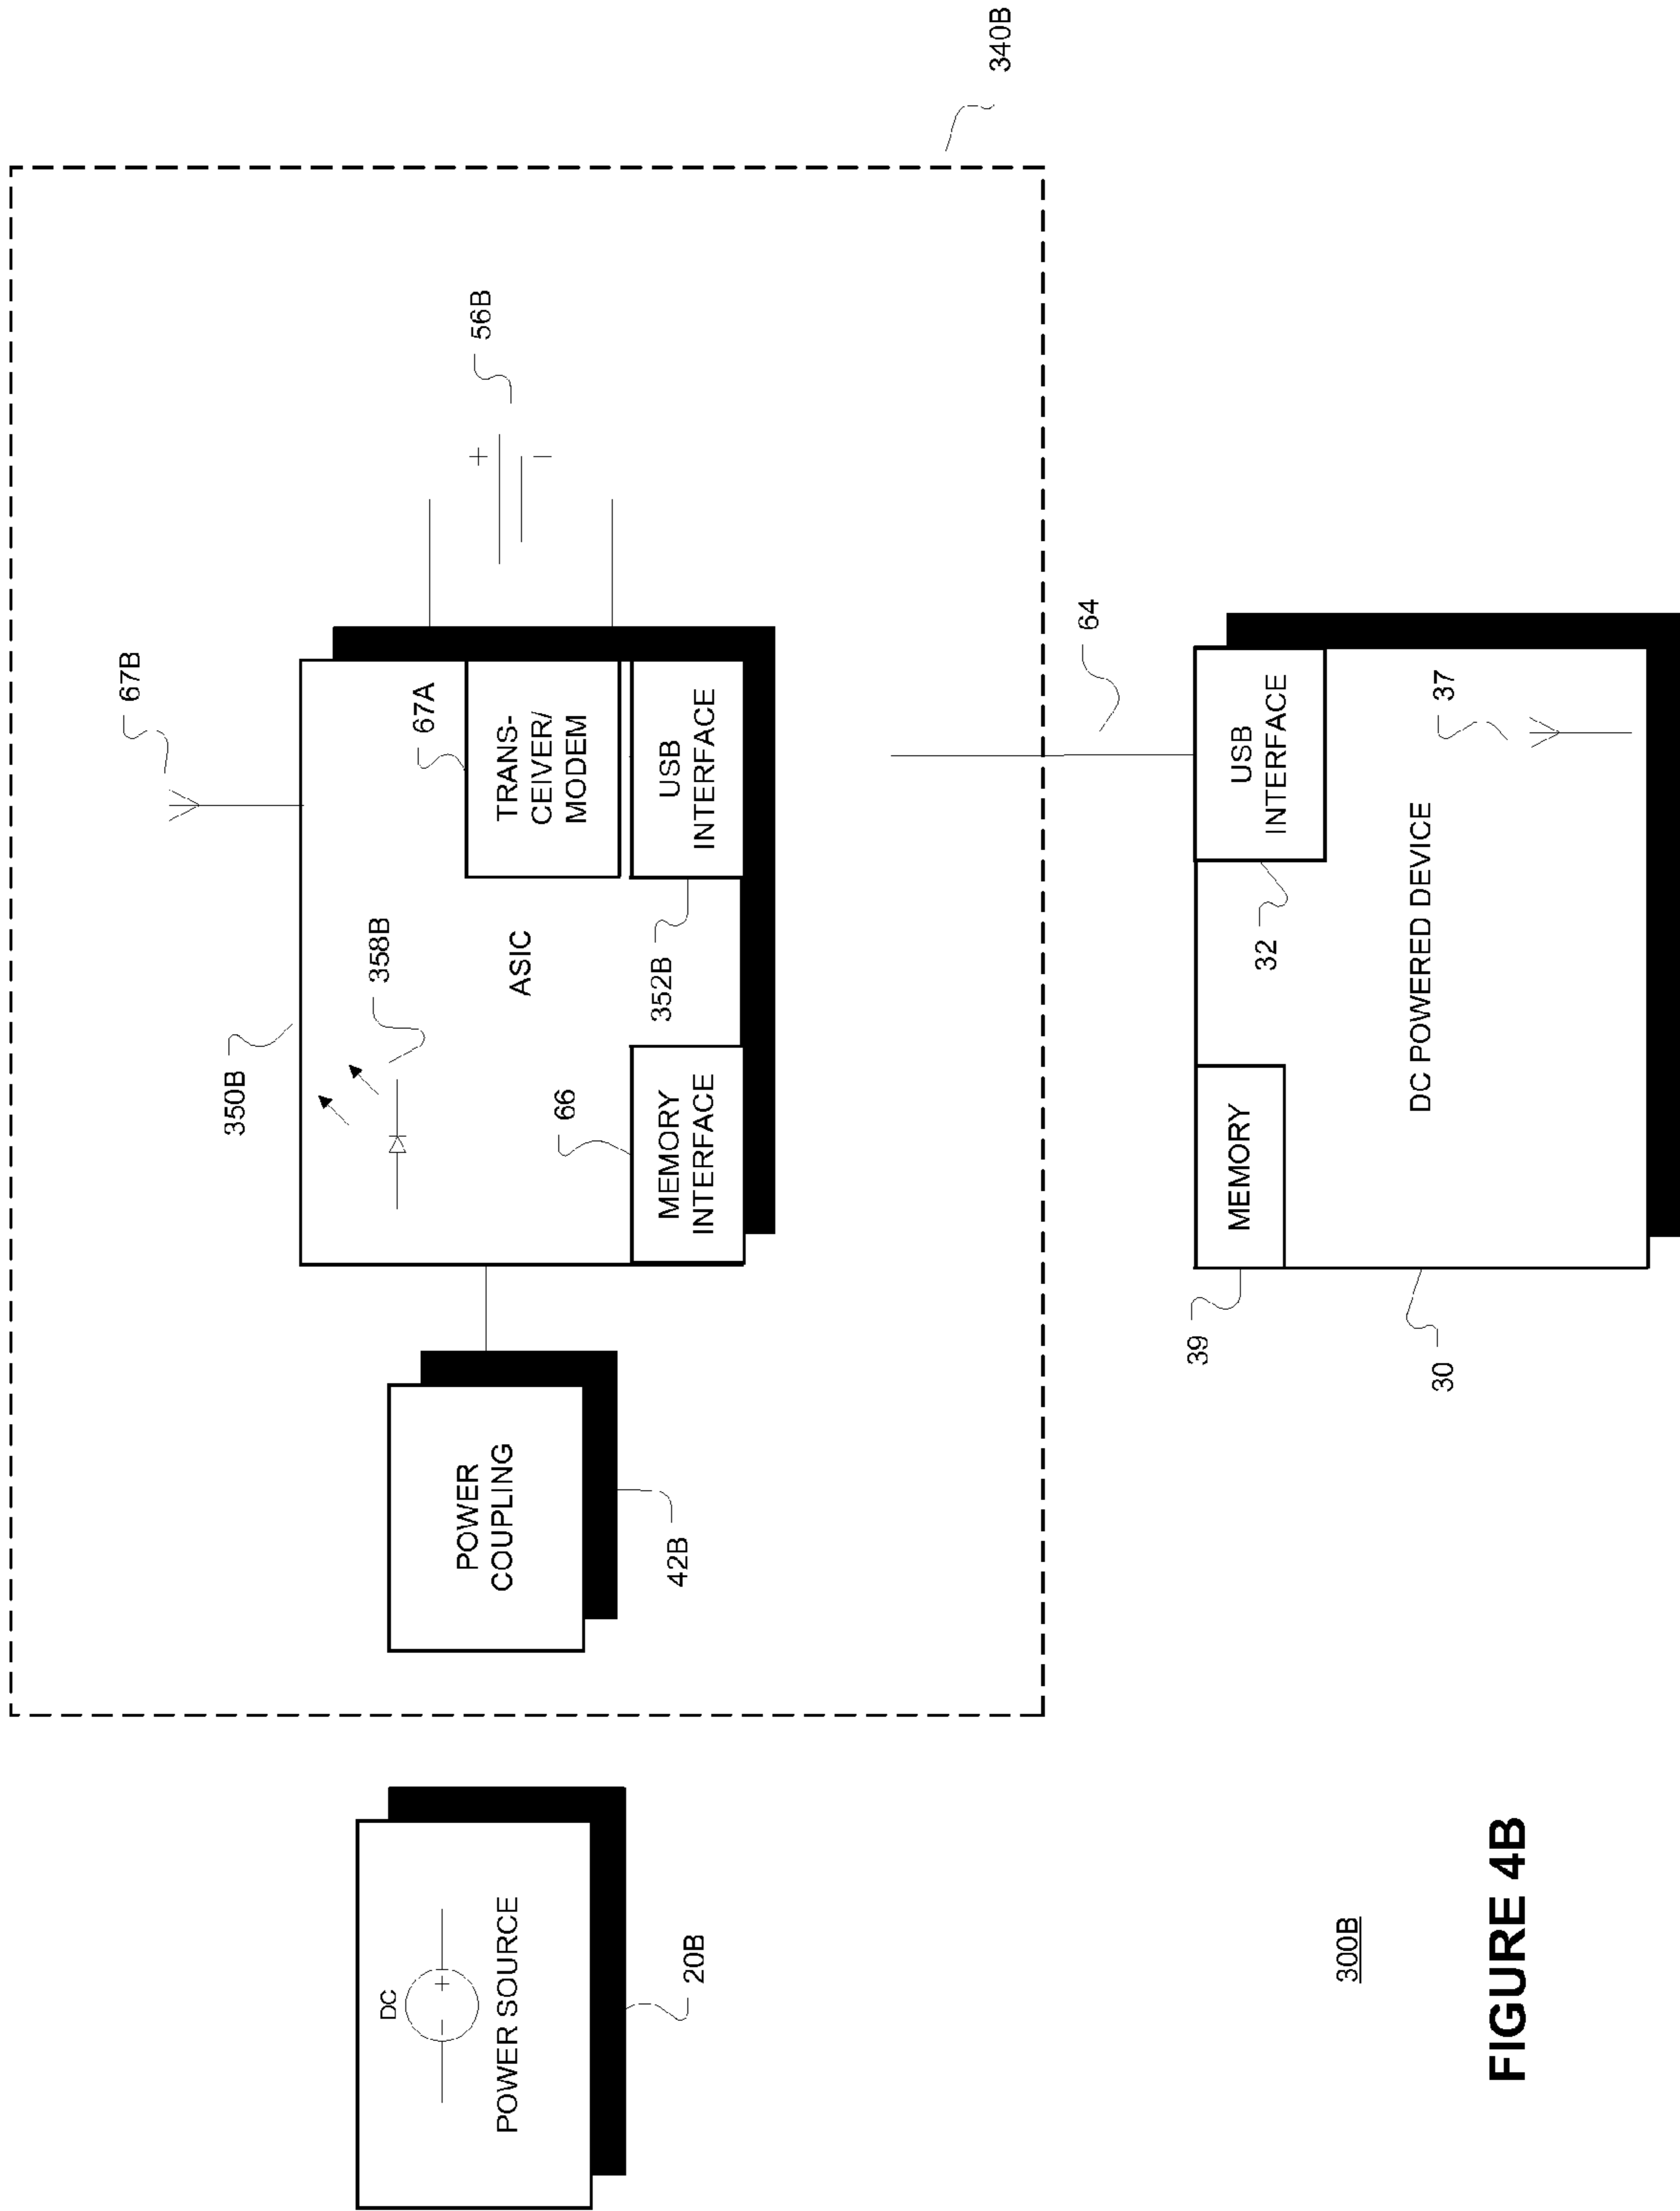 340B
67B
56B
350B
358B
67A
TRANS-
CEIVER/
MODEM
ASIC
66
MEMORY
INTERFACE
352B
USB
INTERFACE
POWER
COUPLING
42B
DC
- +
POWER SOURCE
20B
+
-
64
MEMORY
39
USB
INTERFACE
32
37
DC POWERED DEVICE
30
300B
FIGURE 4B